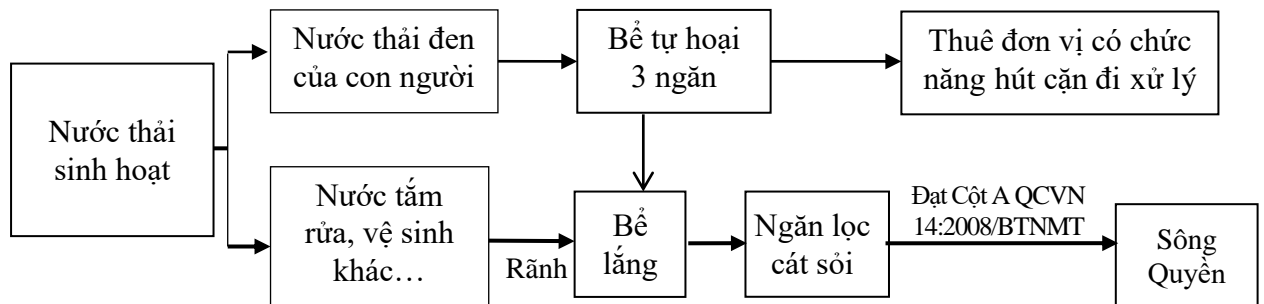 Nước thải
sinh hoạt
Nước thải đen
của con người
Bể tự hoại
3 ngăn
Thuê đơn vị có chức
năng hút cặn đi xử lý
Nước tắm
rửa, vệ sinh
khác…
Rãnh
Bể
lắng
Ngăn lọc
cát sỏi
Đạt Cột A QCVN
14:2008/BTNMT
Sông
Quyền